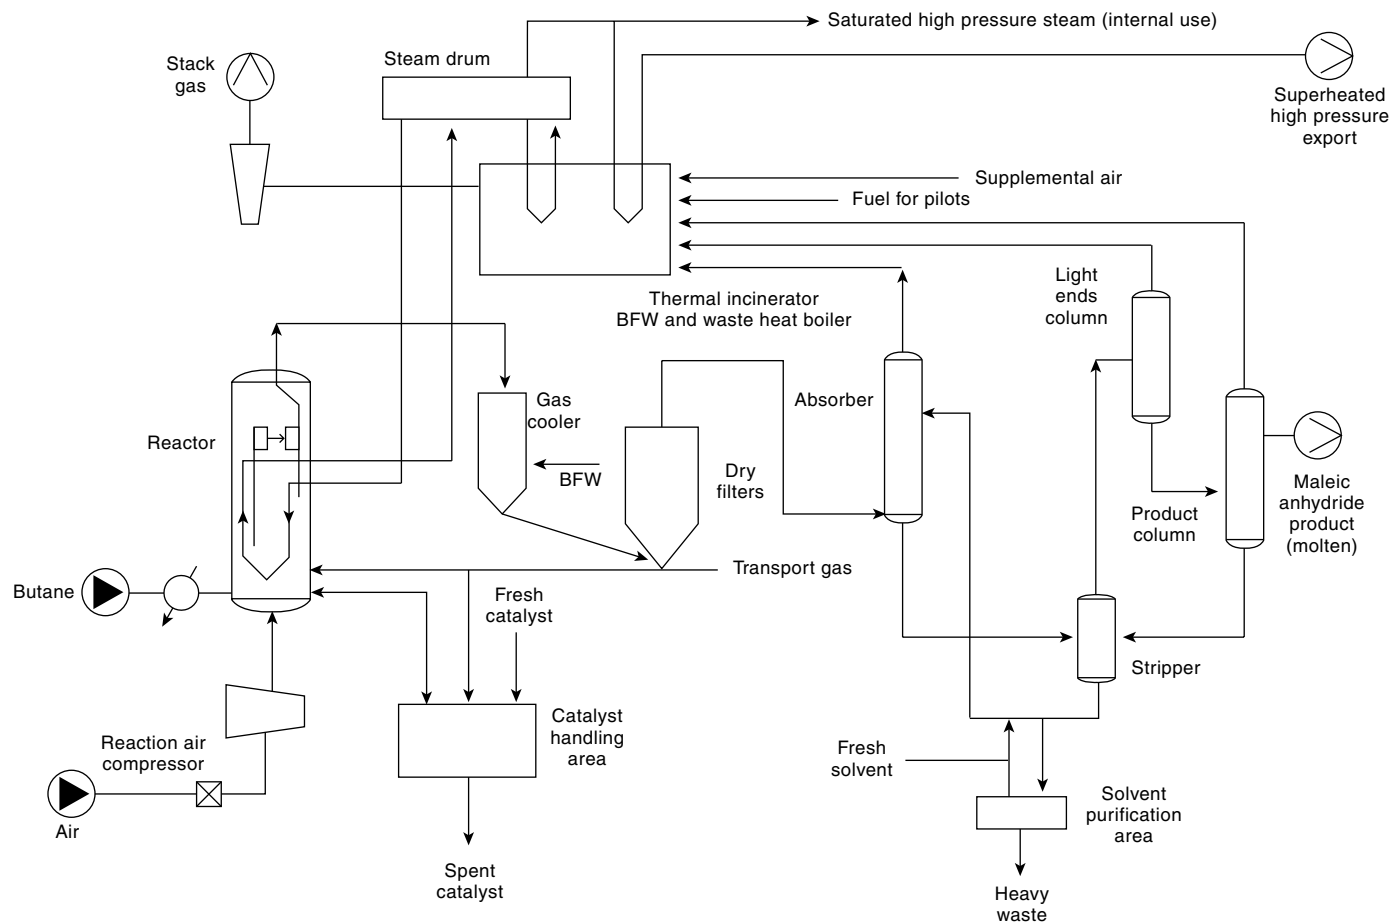 Saturated high pressure steam (internal use)
Steam drum
Stack
gas
Superheated
high pressure
export
Supplemental air
Fuel for pilots
Light
ends
column
Thermal incinerator
BFW and waste heat boiler
Gas
cooler
Absorber
Reactor
BFW
Dry
filters
Maleic
anhydride
product
(molten)
Product
column
Transport gas
Butane
Fresh
catalyst
Stripper
Catalyst
handling
area
Reaction air
compressor
Fresh
solvent
Solvent
purification
area
Air
Spent
catalyst
Heavy
waste